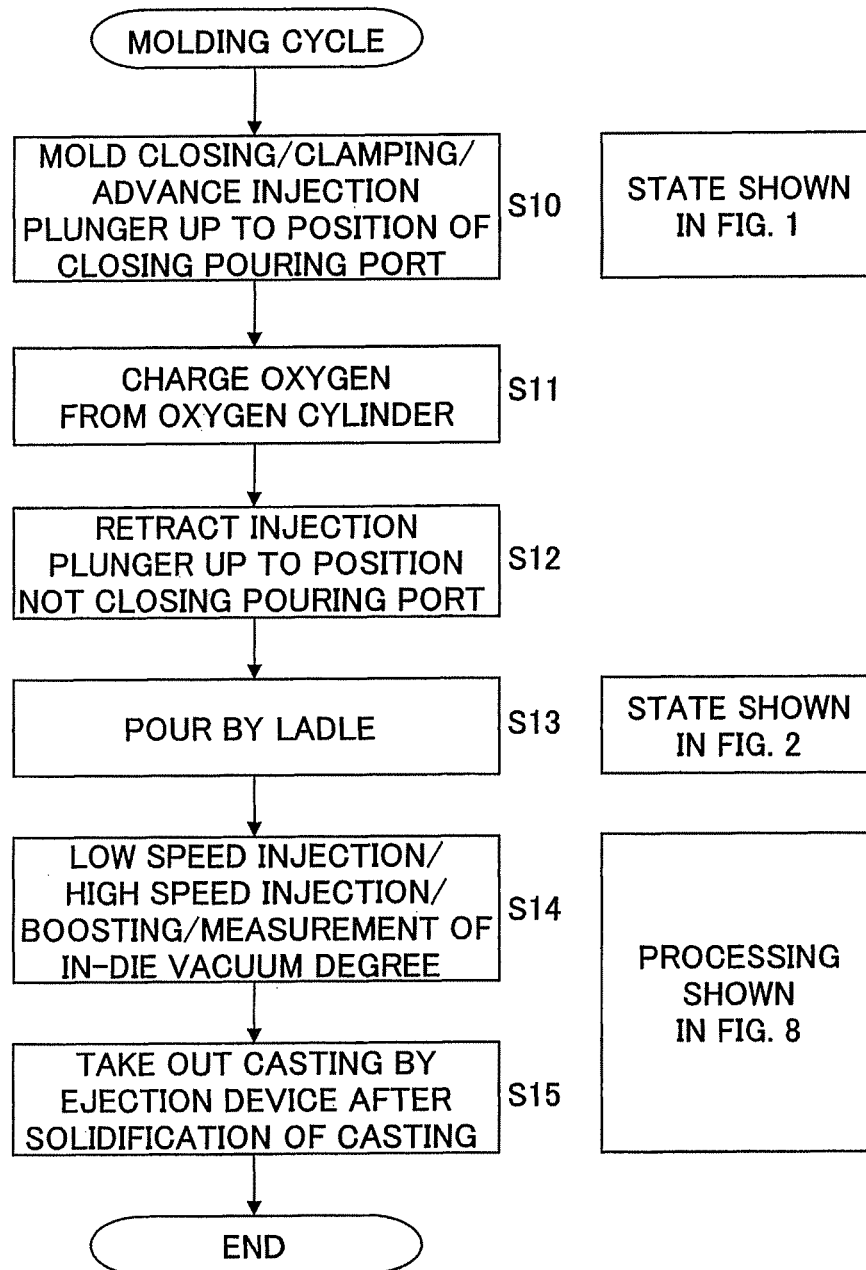 MOLDING CYCLE
MOLD CLOSING/CLAMPING/
ADVANCE INJECTION
PLUNGER UP TO POSITION OF
CLOSING POURING PORT
S10
STATE SHOWN
IN FIG. 1
CHARGE OXYGEN
FROM OXYGEN CYLINDER
S11
RETRACT INJECTION
PLUNGER UP TO POSITION
NOT CLOSING POURING PORT
S12
POUR BY LADLE
S13
STATE SHOWN
IN FIG. 2
LOW SPEED INJECTION/
HIGH SPEED INJECTION/
BOOSTING/MEASUREMENT OF
IN-DIE VACUUM DEGREE
S14
PROCESSING
SHOWN
IN FIG. 8
TAKE OUT CASTING BY
EJECTION DEVICE AFTER
SOLIDIFICATION OF CASTING
S15
END